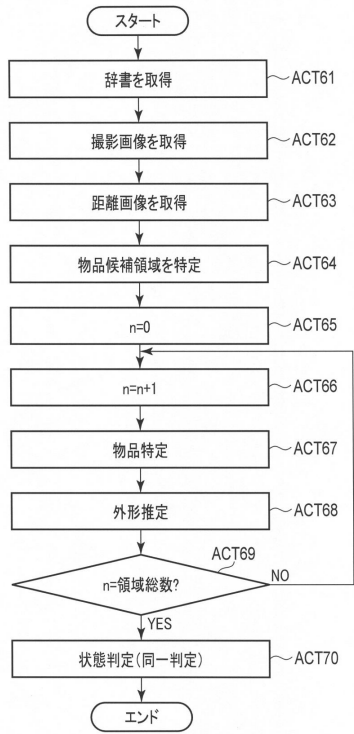 スタート
辞書を取得 ACT61
撮影画像を取得 ACT62
距離画像を取得 ACT63
物品候補領域を特定 ACT64
n=0 ACT65
n=n+1 ACT66
物品特定 ACT67
外形推定 ACT68
ACT69
n=領域総数? NO
YES
状態判定(同一判定) ACT70
エンド